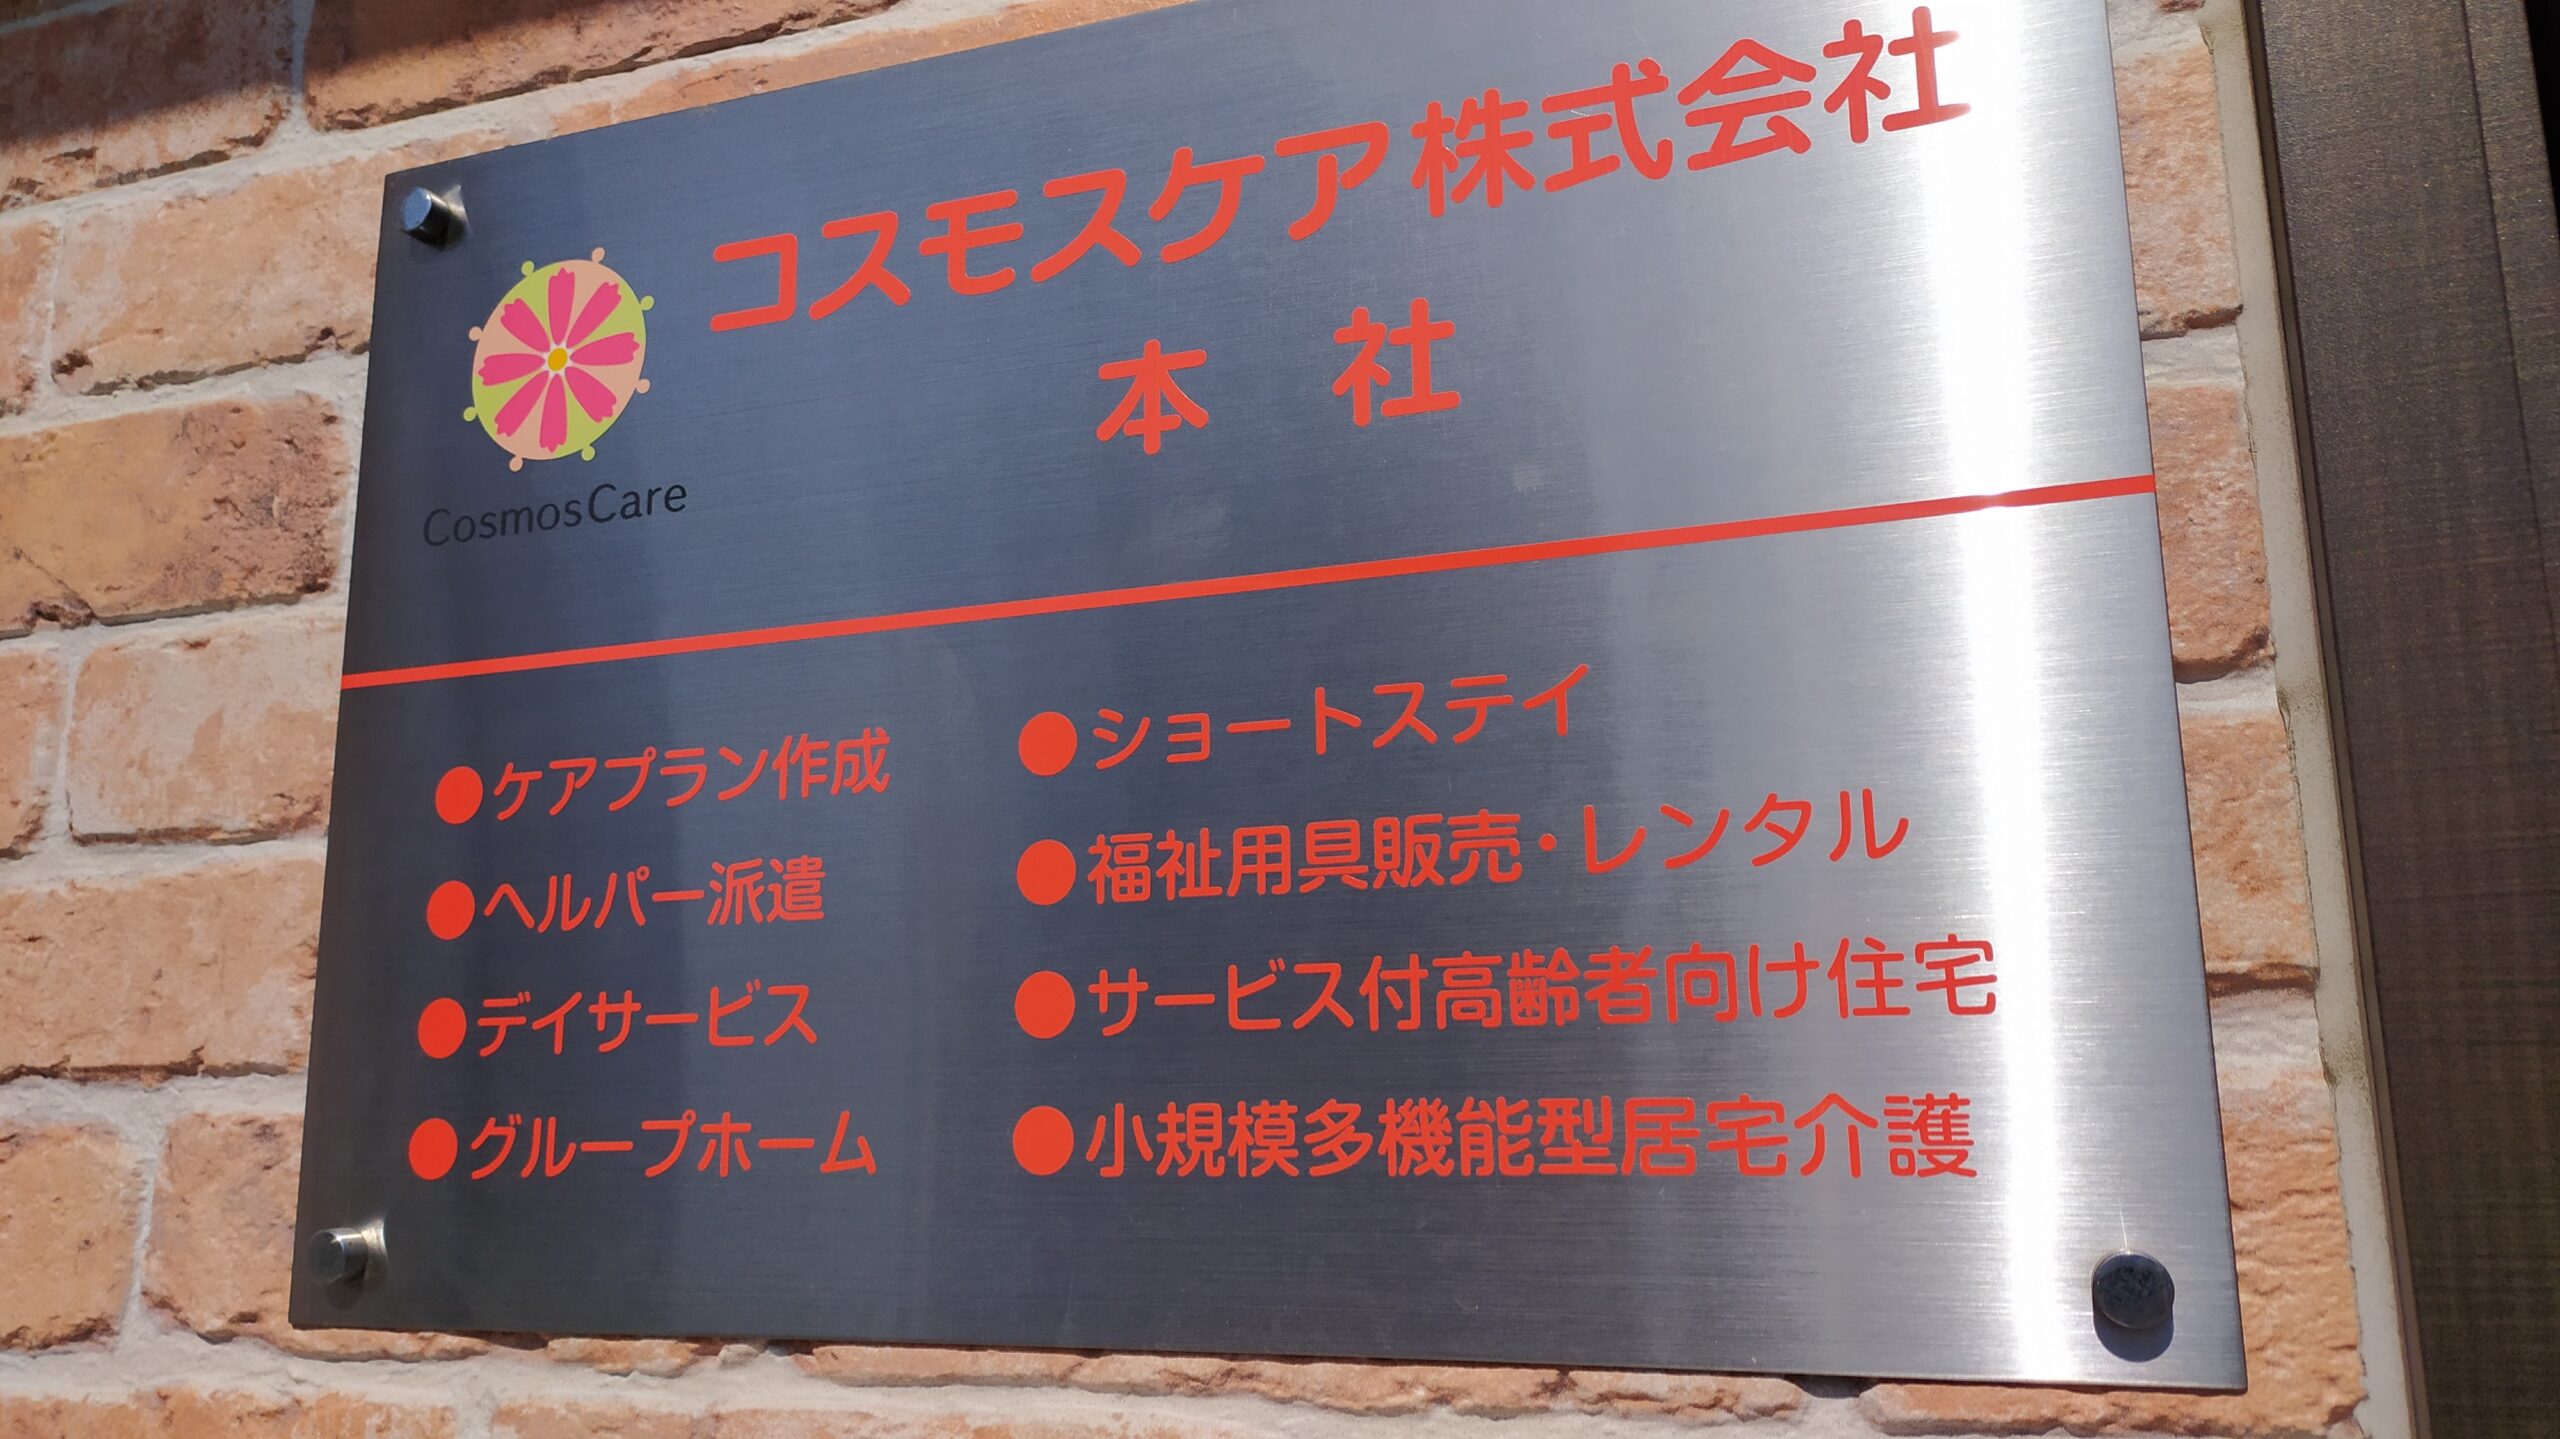 コスモスケア株式会社
本社
CosmosCare
●ケアプラン作成
●ヘルパー派遣
●デイサービス
●グループホーム
●ショートステイ
●福祉用具販売・レンタル
●サービス付高齢者向け住宅
●小規模多機能型居宅介護